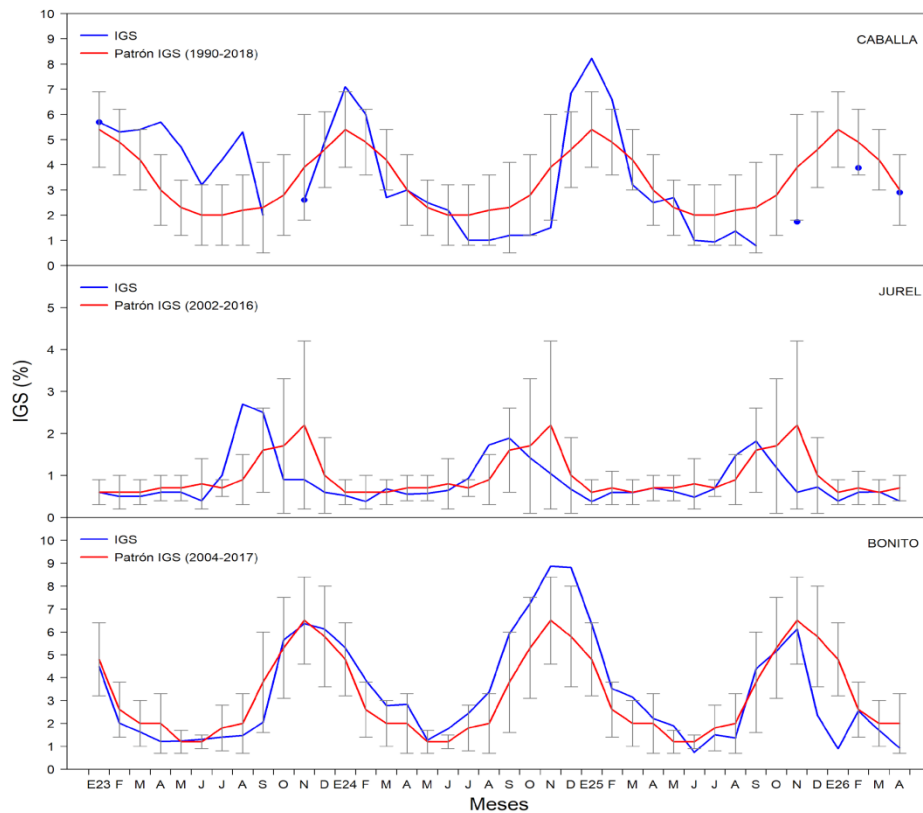 10
9
8
7
6
5
4
3
2
1
0
IGS
Patrón IGS (1990-2018)
CABALLA
5
4
3
2
1
0
IGS
Patrón IGS (2002-2016)
JUREL
IGS (%)
10
9
8
7
6
5
4
3
2
1
0
IGS
Patrón IGS (2004-2017)
BONITO
E23 F M A M J J A S O N D E24 F M A M J J A S O N D E25 F M A M J J A S O N D E26 F M A
Meses